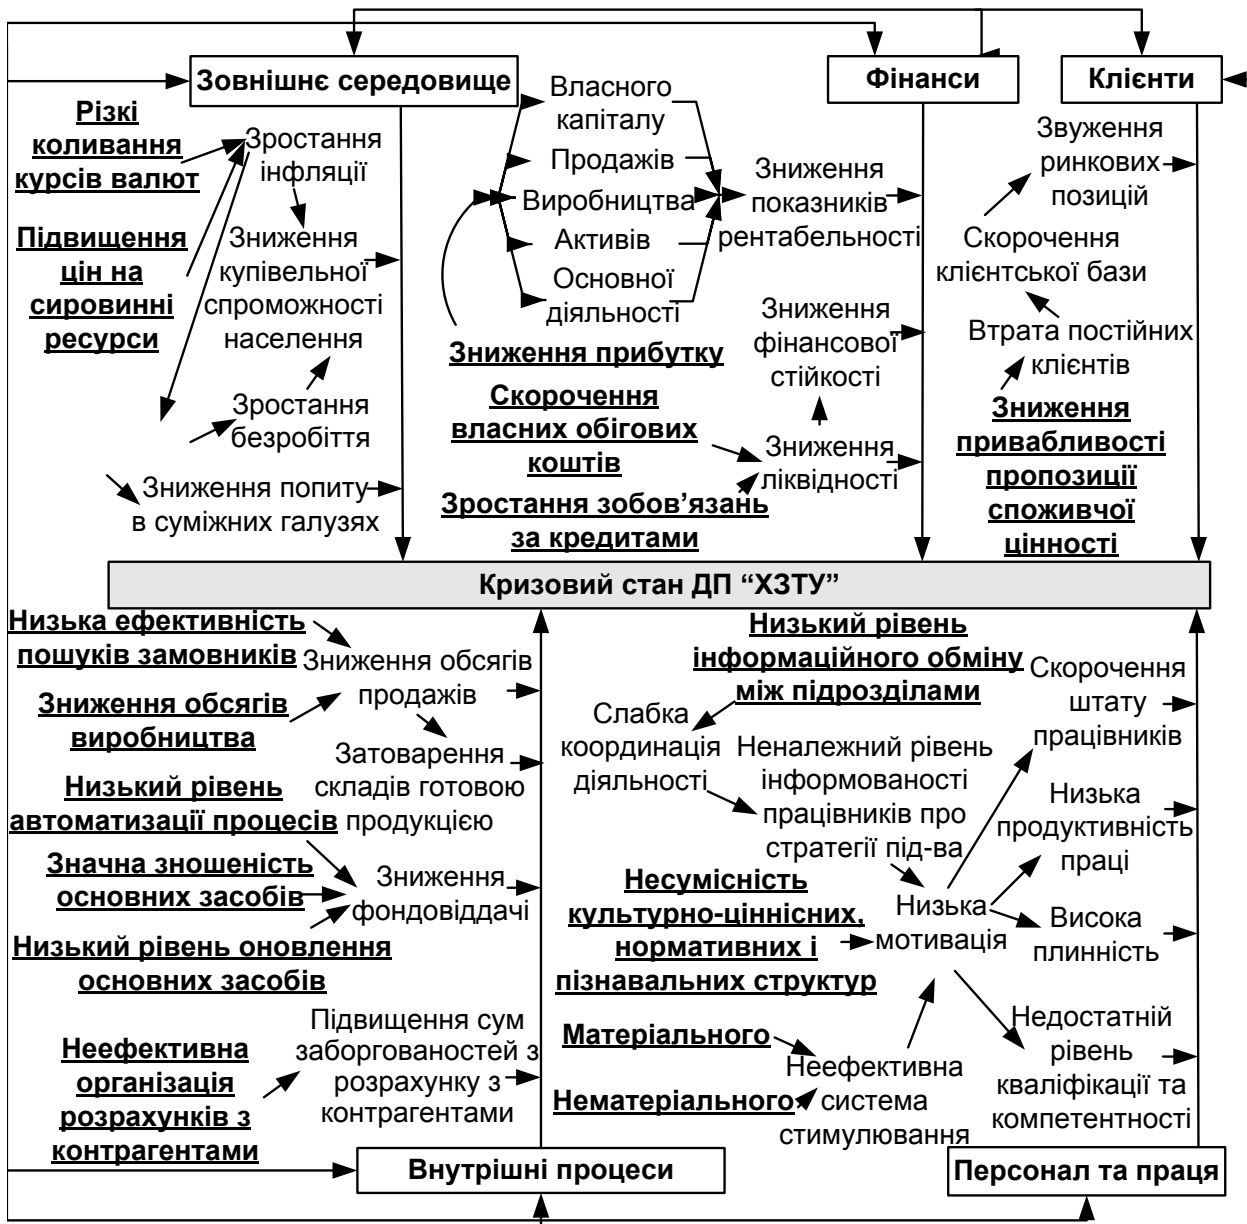 Зовнішнє середовище
Фінанси
Клієнти
Різкі
коливання
курсів валют
Зростання
інфляції
Підвищення
цін на
сировинні
ресурси
Зниження
купівельної
спроможності
населення
Зростання
безробіття
Зниження попиту
в суміжних галузях
Власного
капіталу
Продажів
Виробництва
Активів
Основної
діяльності
Зниження
показників
рентабельності
Зниження прибутку
Зниження
фінансової
стійкості
Скорочення
власних обігових
коштів
Зниження
ліквідності
Зростання зобов’язань
за кредитами
Звуження
ринкових
позицій
Скорочення
клієнтської бази
Втрата постійних
клієнтів
Зниження
привабливості
пропозиції
споживчої
цінності
Кризовий стан ДП “ХЗТУ”
Низька ефективність
пошуків замовників
Зниження обсягів
продажів
Зниження обсягів
виробництва
Затоварення
складів готовою
продукцією
Низький рівень
автоматизації процесів
Значна зношеність
основних засобів
Зниження
фондовіддачі
Низький рівень оновлення
основних засобів
Підвищення сум
заборгованостей з
розрахунку з
контрагентами
Неефективна
організація
розрахунків з
контрагентами
Низький рівень
інформаційного обміну
між підрозділами
Слабка
координація
діяльності
Неналежний рівень
інформованості
працівників про
стратегії під-ва
Скорочення
штату
працівників
Низька
продуктивність
праці
Несумісність
культурно-ціннісних,
нормативних і
пізнавальних структур
Низька
мотивація
Висока
плинність
Матеріального
Нематеріального
Неефективна
система
стимулювання
Недостатній
рівень
кваліфікації та
компетентності
Внутрішні процеси
Персонал та праця